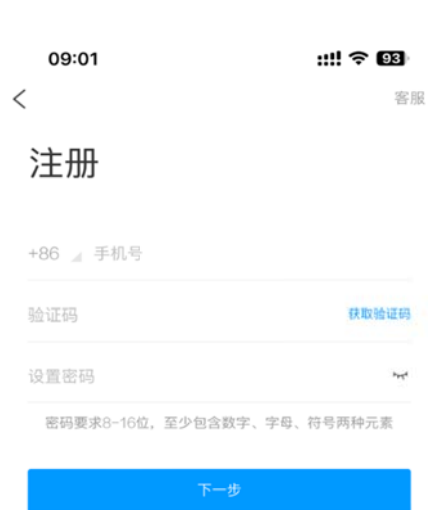 09:01
93
客服
注册
+86 手机号
验证码 获取验证码
设置密码
密码要求8-16位，至少包含数字、字母、符号两种元素
下一步